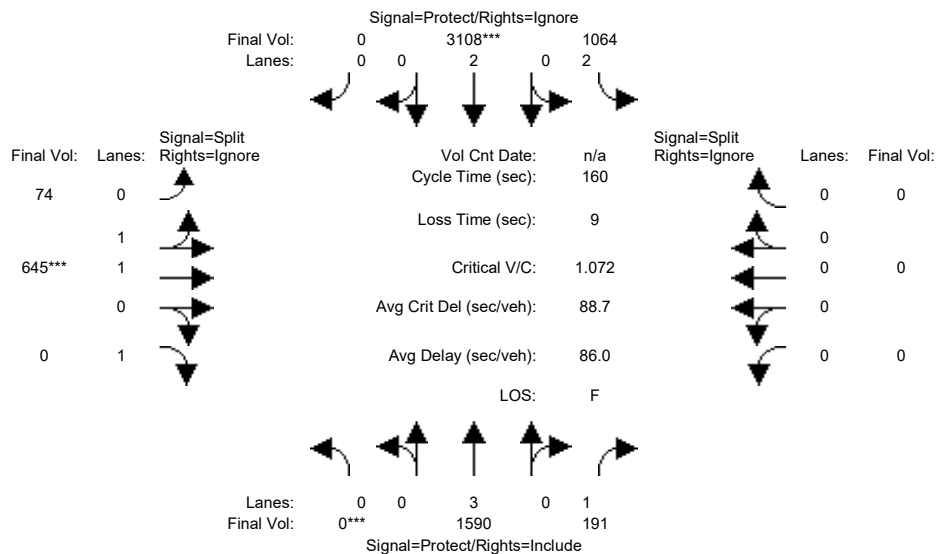 Signal=Protect/Rights=Ignore
Final Vol: 0 3108*** 1064
Lanes: 0 0 2 0 2
Signal=Split
Final Vol: Lanes: Rights=Ignore
Vol Cnt Date: n/a
Signal=Split
Rights=Ignore Lanes: Final Vol:
Cycle Time (sec): 160
74 0
0 0
Loss Time (sec): 9
1
0
645*** 1
Critical V/C: 1.072
0 0
0
Avg Crit Del (sec/veh): 88.7
0
0 1
Avg Delay (sec/veh): 86.0
0 0
LOS: F
Lanes: 0 0 3 0 1
Final Vol: 0*** 1590 191
Signal=Protect/Rights=Include